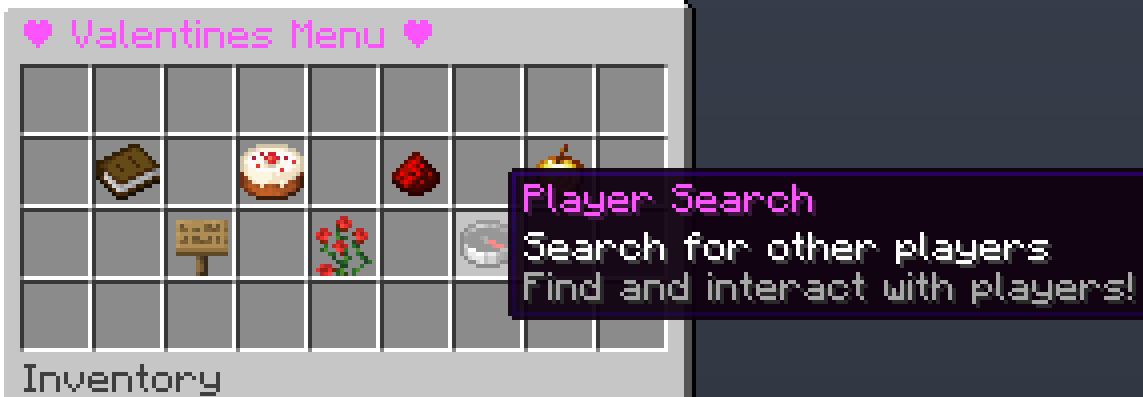 ♥ Valentines Menu ♥
Player Search
Search for other players
Find and interact with players!
Inventory